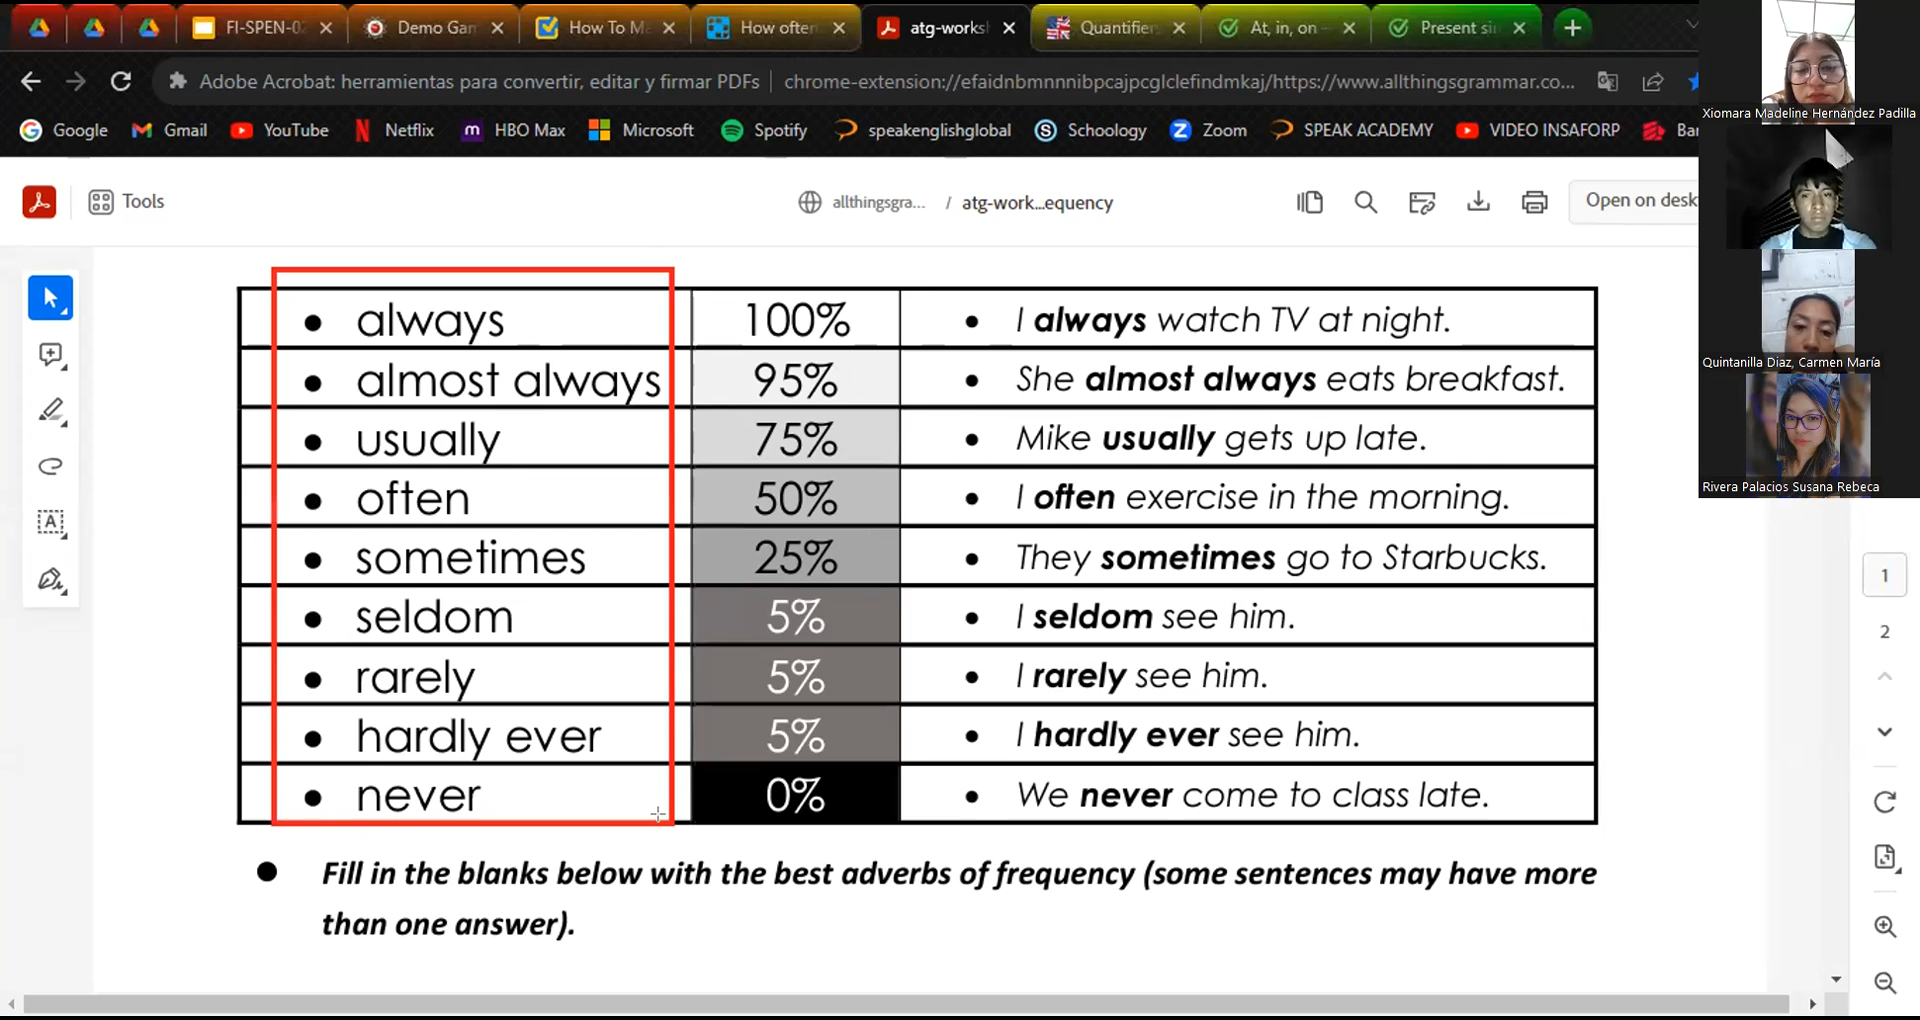 FI-SPEN-02
Demo Gam
How To Ma
How often
atg-works
Quantifier
At, in, on –
Present sim
Adobe Acrobat: herramientas para convertir, editar y firmar PDFs
chrome-extension://efaidnbmnnnibpcajpcglclefindmkaj/https://www.allthingsgrammar.co...
Google Gmail YouTube Netflix HBO Max Microsoft Spotify speakenglishglobal Schoology Zoom SPEAK ACADEMY VIDEO INSAFORP Ban
Tools
allthingsgra... / atg-work...equency
Open on desk
• always 100% • I always watch TV at night.
• almost always 95% • She almost always eats breakfast.
• usually 75% • Mike usually gets up late.
• often 50% • I often exercise in the morning.
• sometimes 25% • They sometimes go to Starbucks.
• seldom 5% • I seldom see him.
• rarely 5% • I rarely see him.
• hardly ever 5% • I hardly ever see him.
• never 0% • We never come to class late.
• Fill in the blanks below with the best adverbs of frequency (some sentences may have more
than one answer).
1
2
Xiomara Madeline Hernández Padilla
Quintanilla Díaz, Carmen María
Rivera Palacios Susana Rebeca